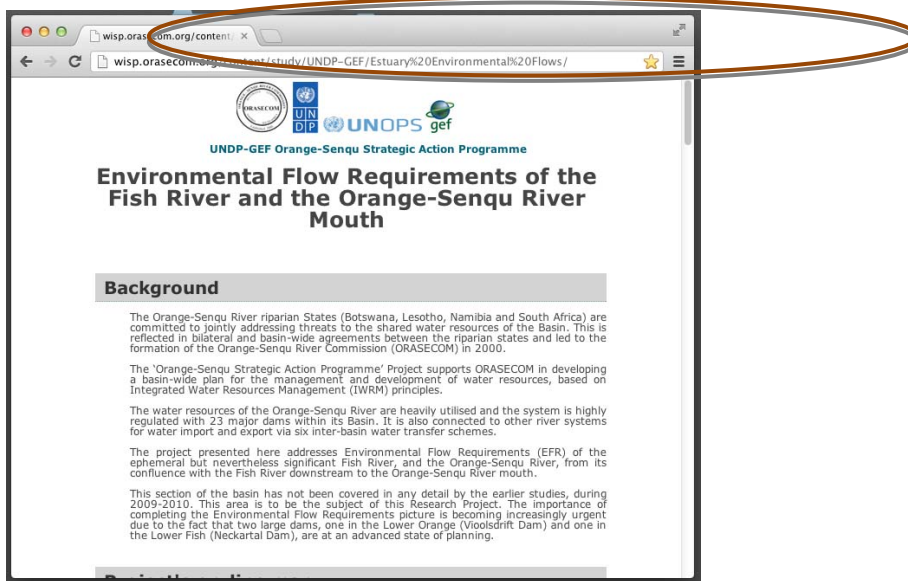 wisp.orasecom.org/content/
wisp.orasecom.org/content/study/UNDP-GEF/Estuary%20Environmental%20Flows/
ORASECOM
UN
DP
UNOPS
gef
UNDP-GEF Orange-Senqu Strategic Action Programme
Environmental Flow Requirements of the
Fish River and the Orange-Senqu River
Mouth
Background
The Orange-Senqu River riparian States (Botswana, Lesotho, Namibia and South Africa) are
committed to jointly addressing threats to the shared water resources of the Basin. This is
reflected in bilateral and basin-wide agreements between the riparian states and led to the
formation of the Orange-Senqu River Commission (ORASECOM) in 2000.
The 'Orange-Senqu Strategic Action Programme' Project supports ORASECOM in developing
a basin-wide plan for the management and development of water resources, based on
Integrated Water Resources Management (IWRM) principles.
The water resources of the Orange-Senqu River are heavily utilised and the system is highly
regulated with 23 major dams within its Basin. It is also connected to other river systems
for water import and export via six inter-basin water transfer schemes.
The project presented here addresses Environmental Flow Requirements (EFR) of the
ephemeral but nevertheless significant Fish River, and the Orange-Senqu River, from its
confluence with the Fish River downstream to the Orange-Senqu River mouth.
This section of the basin has not been covered in any detail by the earlier studies, during
2009-2010. This area is to be the subject of this Research Project. The importance of
completing the Environmental Flow Requirements picture is becoming increasingly urgent
due to the fact that two large dams, one in the Lower Orange (Vioolsdrift Dam) and one in
the Lower Fish (Neckartal Dam), are at an advanced state of planning.